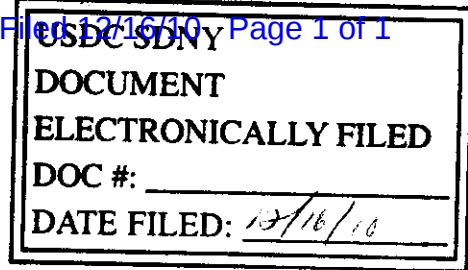 Filed 12/16/10 Page 1 of 1
USDC SDNY
DOCUMENT
ELECTRONICALLY FILED
DOC #:
DATE FILED: 12/16/10